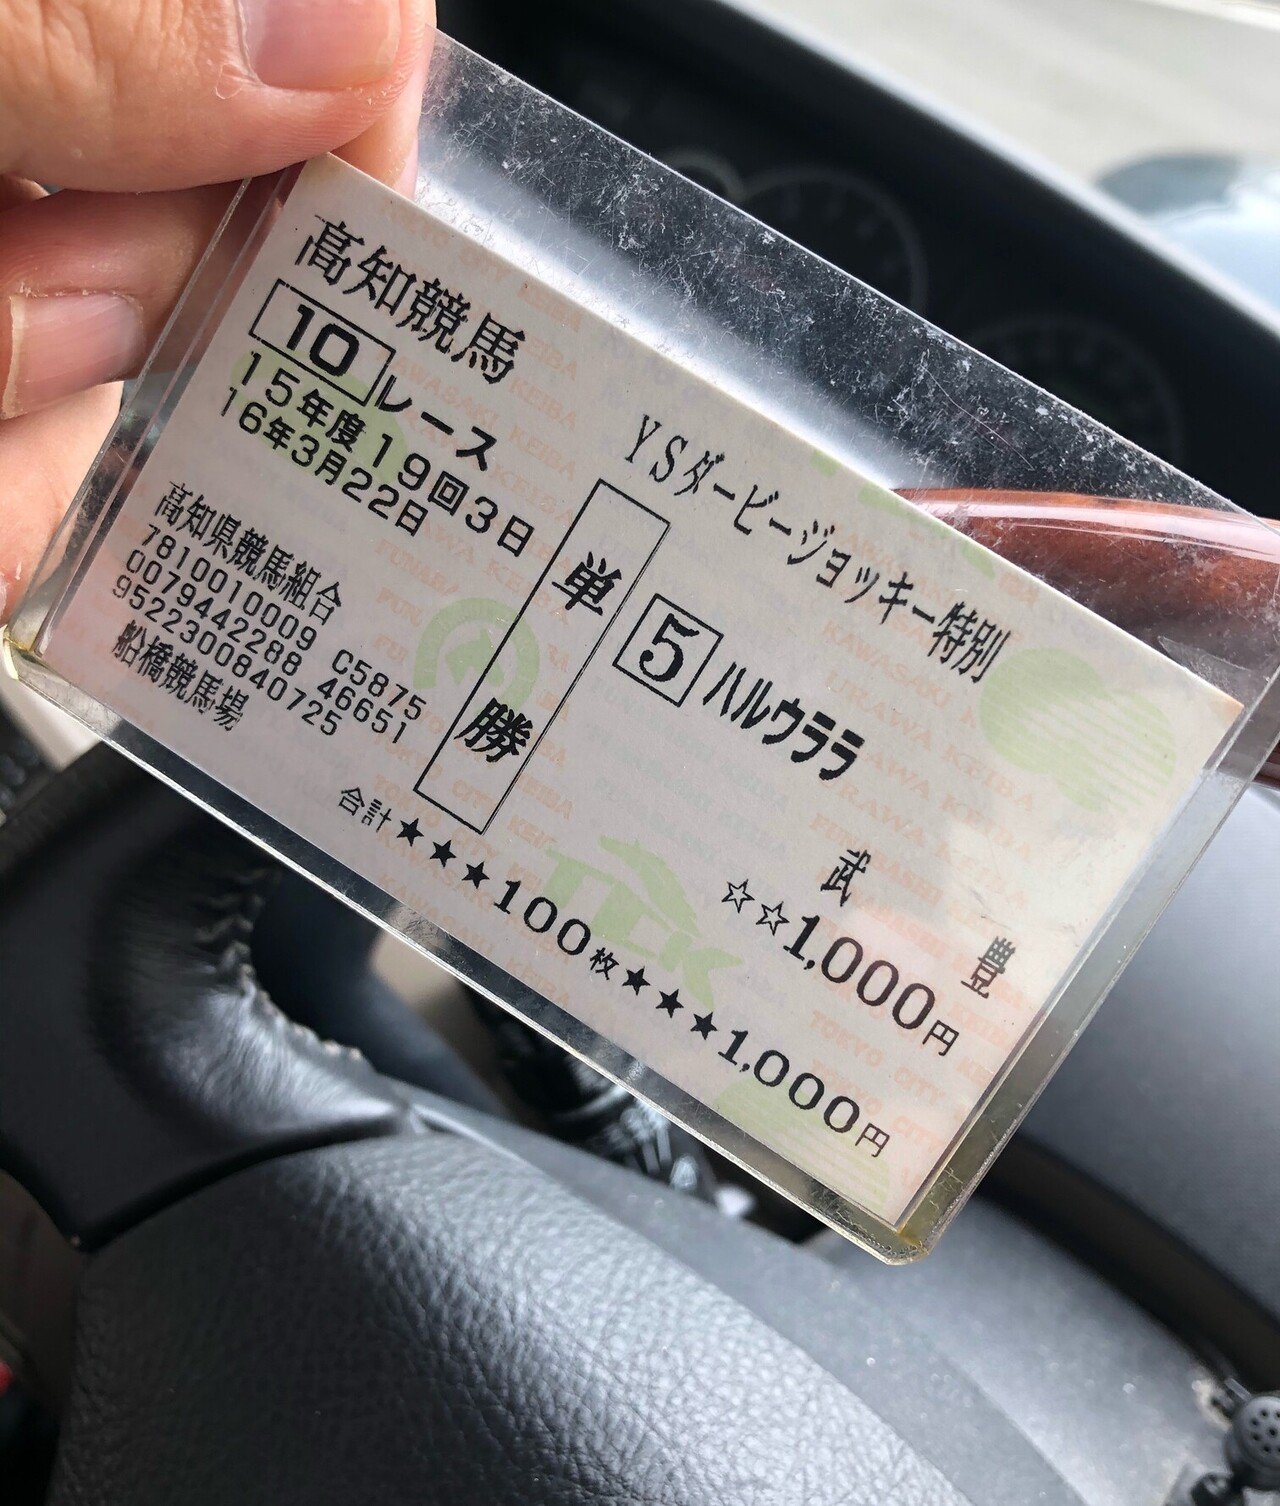 高知競馬
10レース
15年度19回3日
16年3月22日
高知県競馬組合
7810010009 C5875
0079442288 46651
9522300840725
船橋競馬場
YSダービージョッキー特別
単勝
5 ハルウララ
武 豊
☆☆1,000円
合計★★★100枚★★★1,000円
TCK